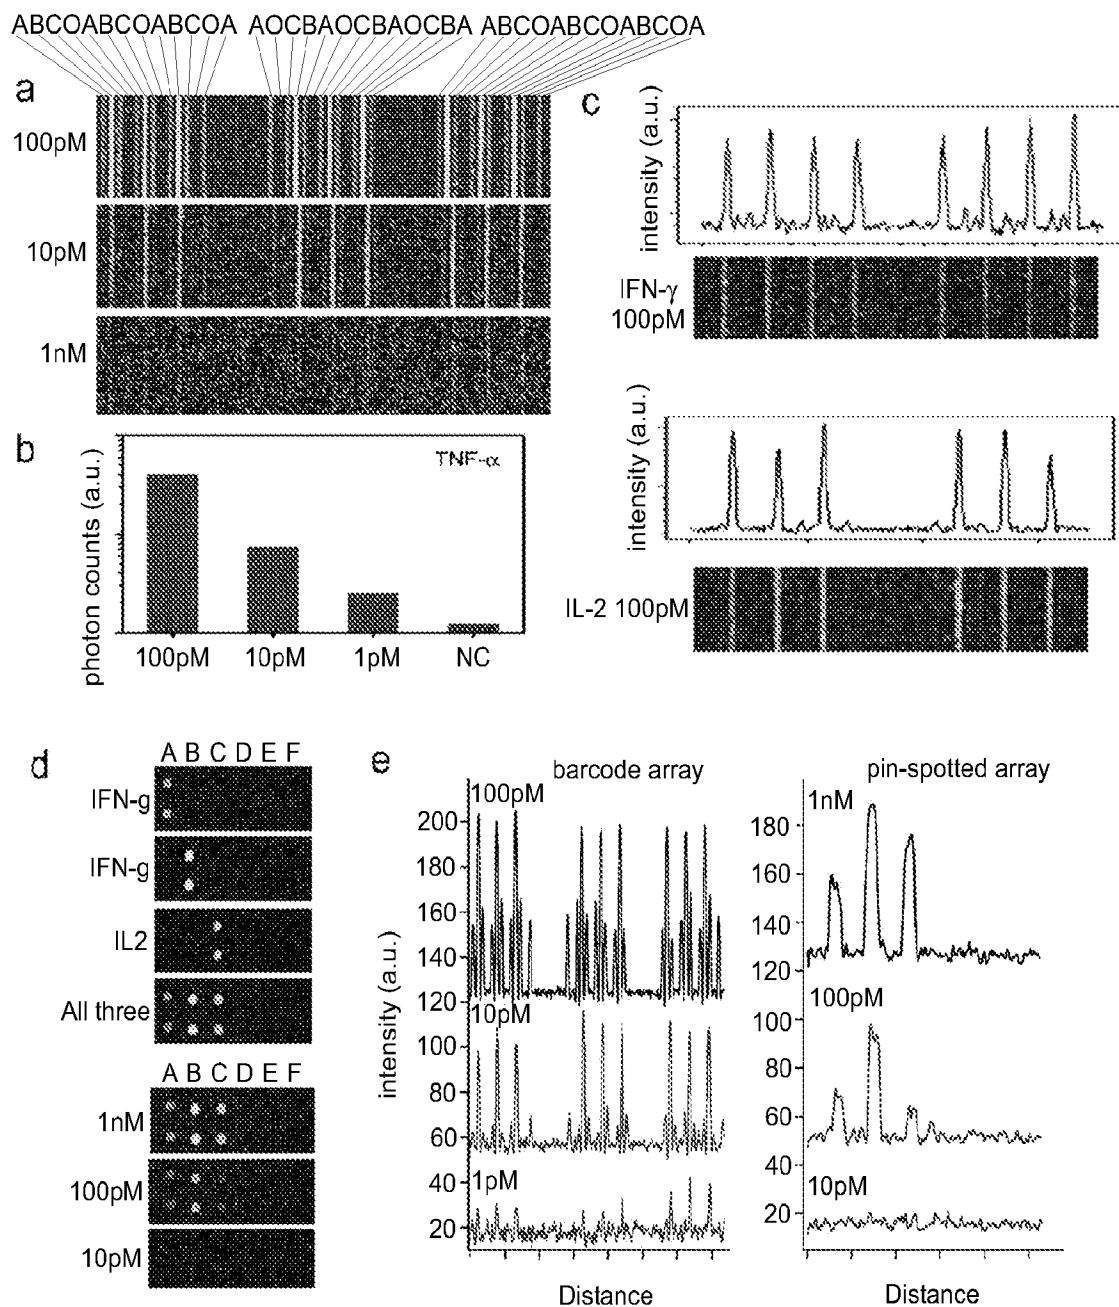 ABCOABCOABCOA AOCBAOCBAOCBA ABCOABCOABCOA
a
100pM
10pM
1nM
b
photon counts (a.u.)
TNF-α
100pM 10pM 1pM NC
c
intensity (a.u.)
IFN-γ
100pM
intensity (a.u.)
IL-2 100pM
d
A B C D E F
IFN-g
IFN-g
IL2
All three
A B C D E F
1nM
100pM
10pM
e
barcode array
intensity (a.u.)
100pM
200
180
160
140
120
10pM
100
80
60
40
1pM
20
Distance
pin-spotted array
1nM
180
160
140
120
100pM
100
80
60
40
10pM
20
Distance